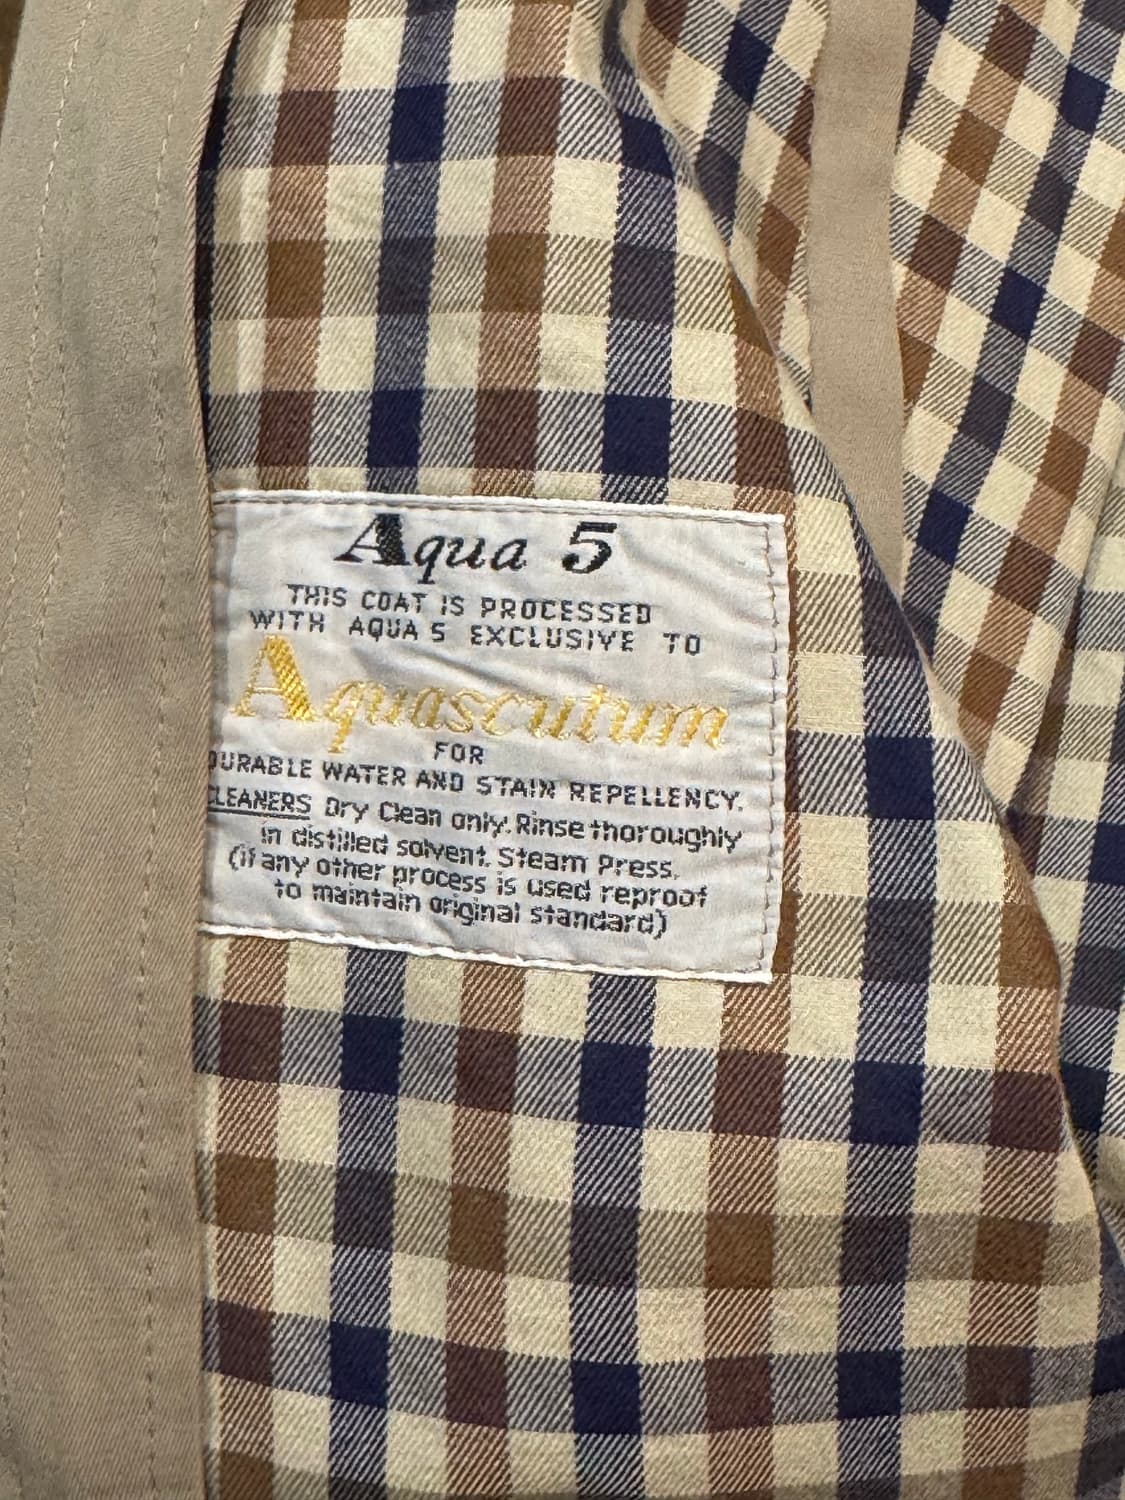 Aqua 5
THIS COAT IS PROCESSED
WITH AQUA 5 EXCLUSIVE TO
Aquascutum
FOR
DURABLE WATER AND STAIN REPELLENCY.
CLEANERS Dry Clean only. Rinse thoroughly
in distilled solvent. Steam Press.
(if any other process is used reproof
to maintain original standard)